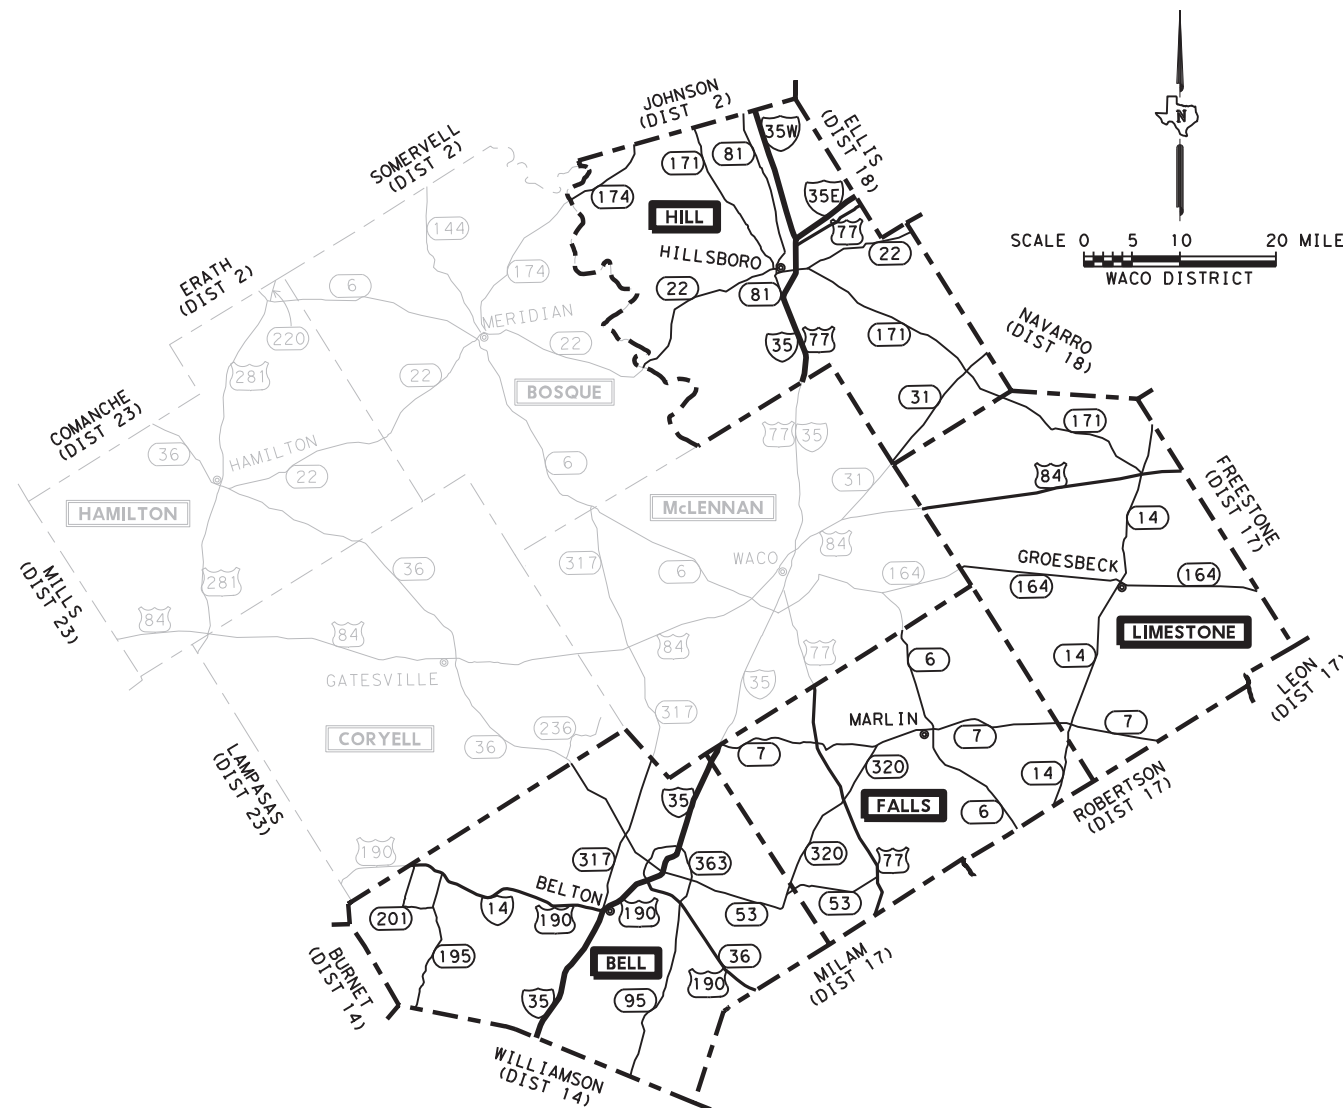 JOHNSON
(DIST 2)
ELLIS
(DIST 18)
SOMERVELL
(DIST 2)
ERATH
(DIST 2)
COMANCHE
(DIST 23)
MILLS
(DIST 23)
LAMPASAS
(DIST 23)
BURNET
(DIST 14)
WILLIAMSON
(DIST 14)
MILAM
(DIST 17)
ROBERTSON
(DIST 17)
LEON
(DIST 17)
FREESTONE
(DIST 17)
NAVARRO
(DIST 18)
N
SCALE 0 5 10 20 MILE
WACO DISTRICT
35W
81
171
174
35E
HILL
77
22
HILLSBORO
22
81
35
77
171
31
144
174
6
220
MERIDIAN
22
281
22
BOSQUE
36
HAMILTON
22
6
77
35
31
HAMILTON
McLENNAN
171
84
14
84
WACO
317
6
164
GROESBECK
164
164
281
36
LIMESTONE
84
84
84
77
6
14
GATESVILLE
35
317
MARLIN
7
7
CORYELL
236
36
7
320
14
35
FALLS
6
190
317
363
320
77
BELTON
201
14
190
190
53
53
195
BELL
36
190
35
95